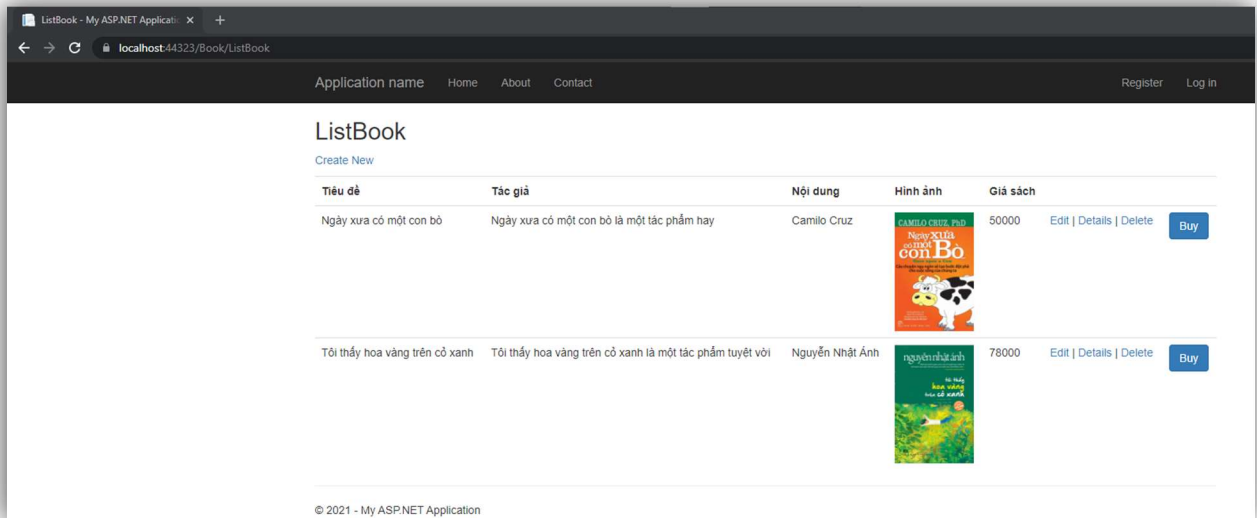 ListBook - My ASP.NET Applicatic
localhost:44323/Book/ListBook
Application name Home About Contact Register Log in
ListBook
Create New
Tiêu đề Tác giả Nội dung Hình ảnh Giá sách
Ngày xưa có một con bò Ngày xưa có một con bò là một tác phẩm hay Camilo Cruz 50000 Edit | Details | Delete Buy
CAMILO CRUZ, PhD
Ngày xưa
có một
con Bò
Tôi thấy hoa vàng trên cỏ xanh Tôi thấy hoa vàng trên cỏ xanh là một tác phẩm tuyệt vời Nguyễn Nhật Ánh 78000 Edit | Details | Delete Buy
nguyễn nhật ánh
tôi thấy
hoa vàng
trên cỏ xanh
© 2021 - My ASP.NET Application